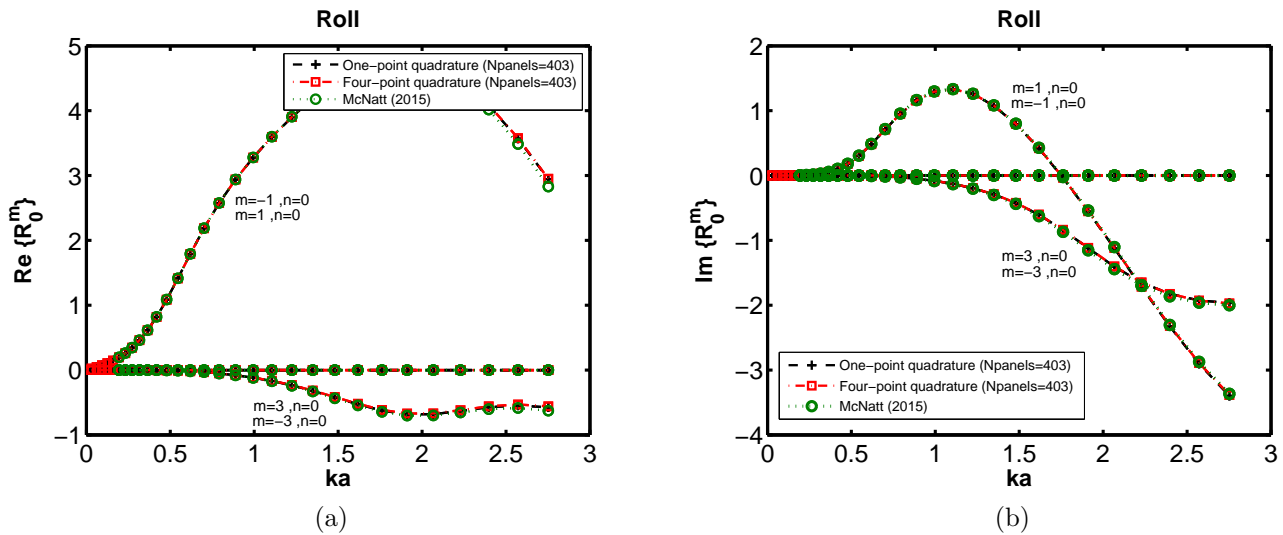 Roll
5
4
3
2
1
0
−1
Re {R₀ᵐ}
One−point quadrature (Npanels=403)
Four−point quadrature (Npanels=403)
McNatt (2015)
m=−1 ,n=0
m=1 ,n=0
m=3 ,n=0
m=−3 ,n=0
0 0.5 1 1.5 2 2.5 3
ka
(a)
Roll
2
1
0
−1
−2
−3
−4
Im {R₀ᵐ}
m=1 ,n=0
m=−1 ,n=0
m=3 ,n=0
m=−3 ,n=0
One−point quadrature (Npanels=403)
Four−point quadrature (Npanels=403)
McNatt (2015)
0 0.5 1 1.5 2 2.5 3
ka
(b)